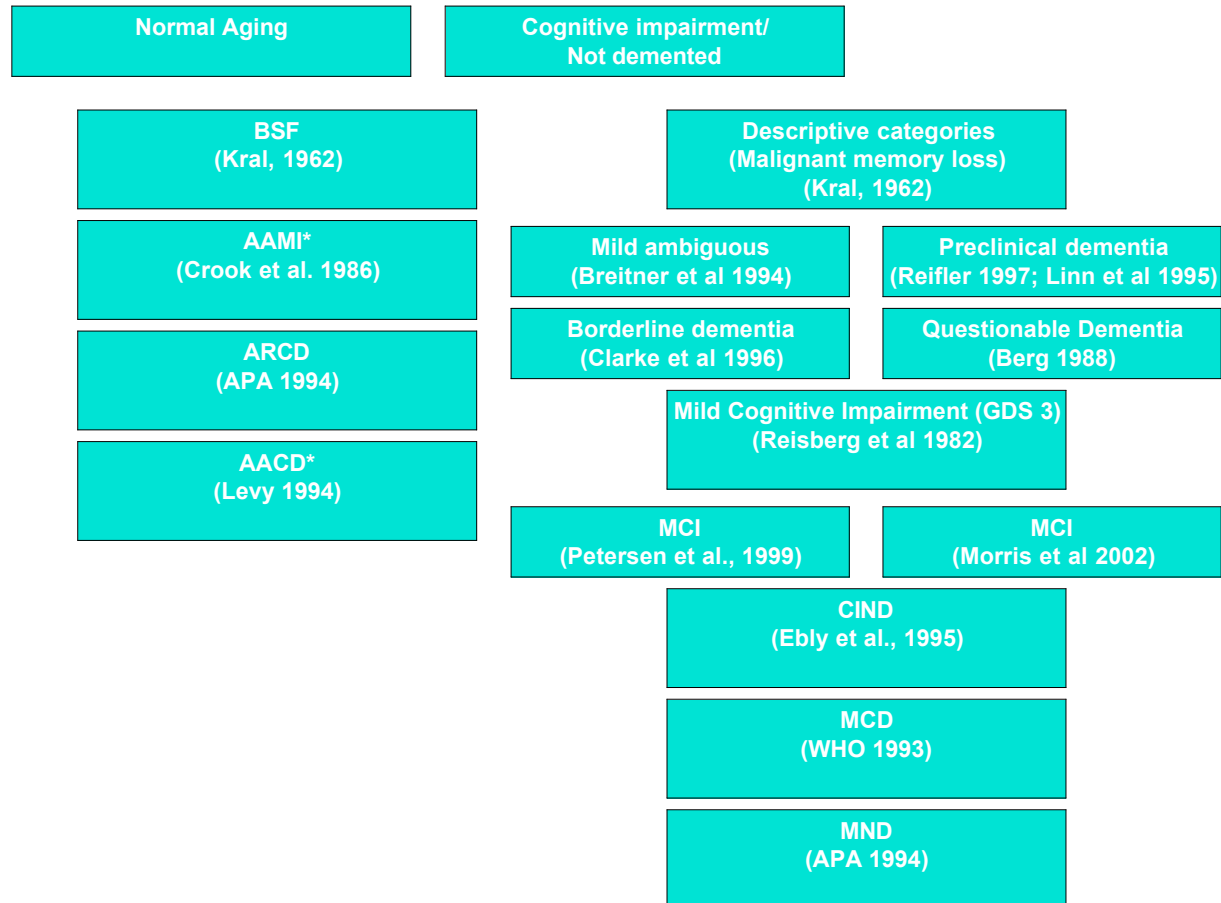 Normal Aging
Cognitive impairment/
Not demented
BSF
(Kral, 1962)
AAMI*
(Crook et al. 1986)
ARCD
(APA 1994)
AACD*
(Levy 1994)
Descriptive categories
(Malignant memory loss)
(Kral, 1962)
Mild ambiguous
(Breitner et al 1994)
Preclinical dementia
(Reifler 1997; Linn et al 1995)
Borderline dementia
(Clarke et al 1996)
Questionable Dementia
(Berg 1988)
Mild Cognitive Impairment (GDS 3)
(Reisberg et al 1982)
MCI
(Petersen et al., 1999)
MCI
(Morris et al 2002)
CIND
(Ebly et al., 1995)
MCD
(WHO 1993)
MND
(APA 1994)